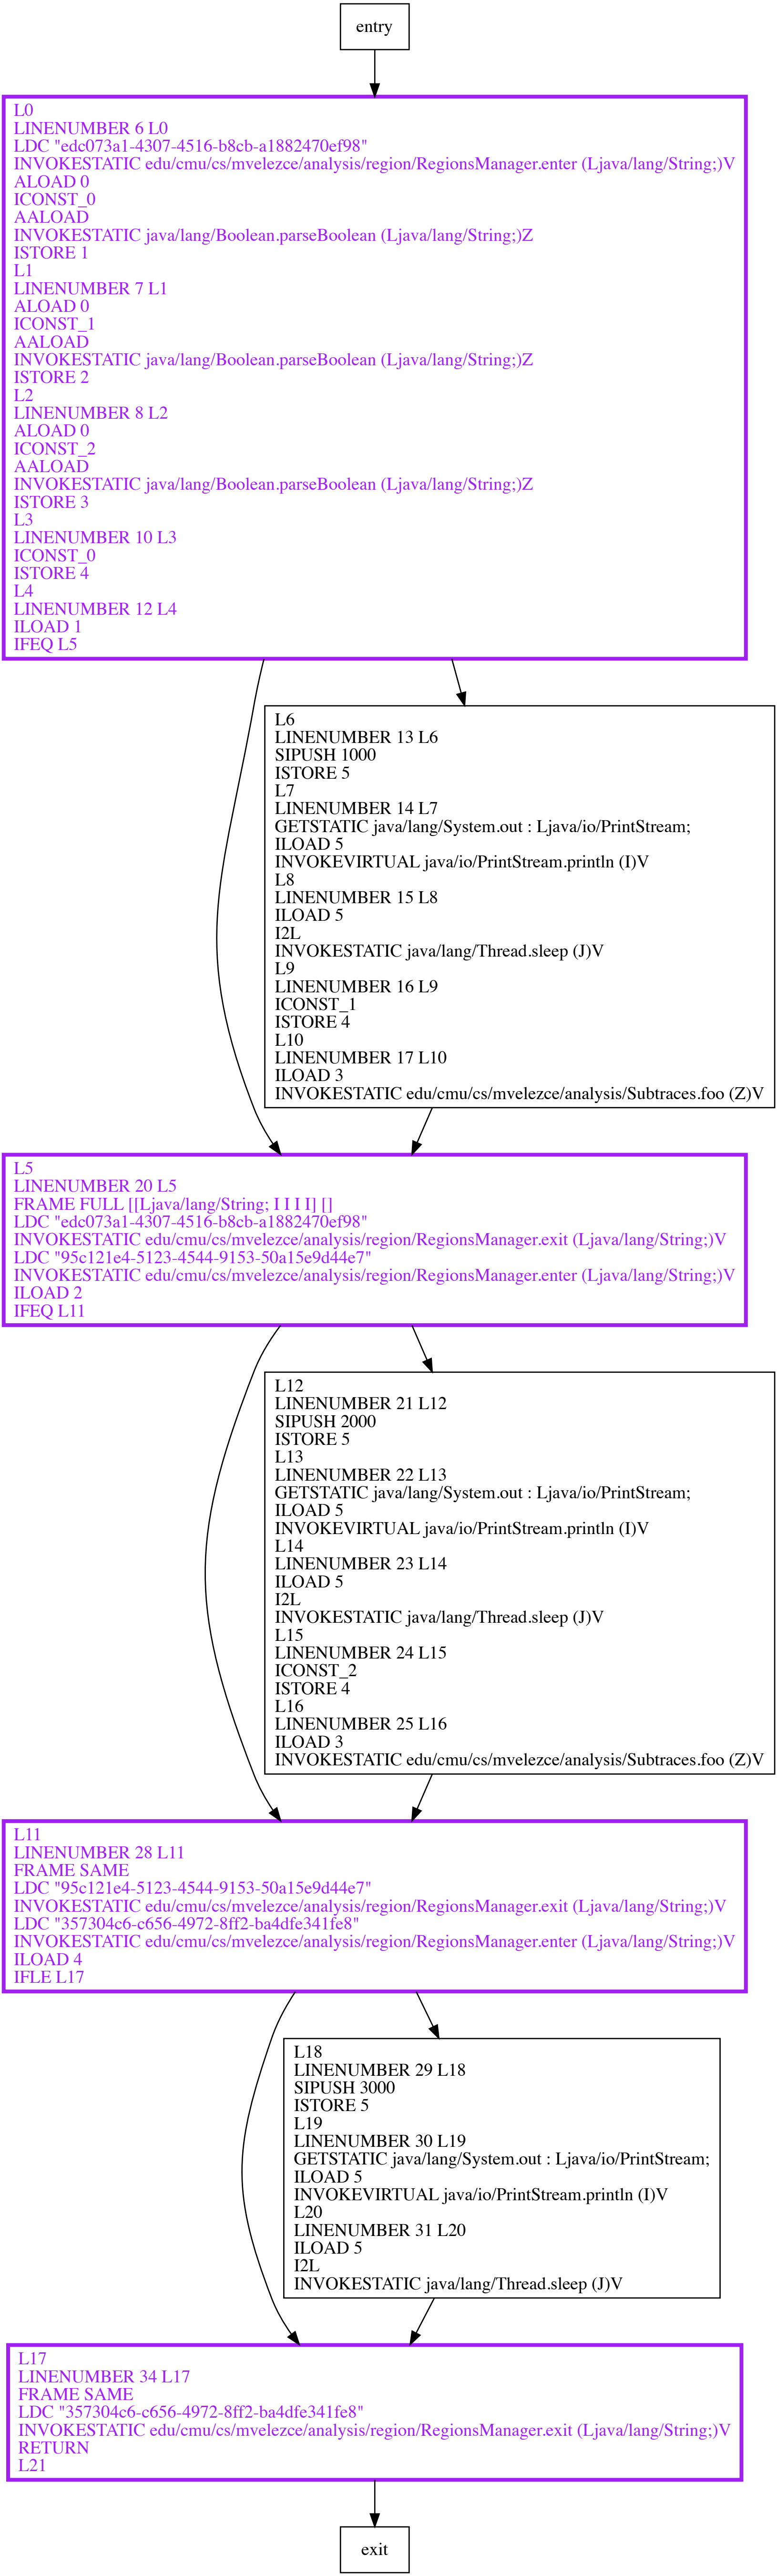 entry
L0
LINENUMBER 6 L0
LDC "edc073a1-4307-4516-b8cb-a1882470ef98"
INVOKESTATIC edu/cmu/cs/mvelezce/analysis/region/RegionsManager.enter (Ljava/lang/String;)V
ALOAD 0
ICONST_0
AALOAD
INVOKESTATIC java/lang/Boolean.parseBoolean (Ljava/lang/String;)Z
ISTORE 1
L1
LINENUMBER 7 L1
ALOAD 0
ICONST_1
AALOAD
INVOKESTATIC java/lang/Boolean.parseBoolean (Ljava/lang/String;)Z
ISTORE 2
L2
LINENUMBER 8 L2
ALOAD 0
ICONST_2
AALOAD
INVOKESTATIC java/lang/Boolean.parseBoolean (Ljava/lang/String;)Z
ISTORE 3
L3
LINENUMBER 10 L3
ICONST_0
ISTORE 4
L4
LINENUMBER 12 L4
ILOAD 1
IFEQ L5
L6
LINENUMBER 13 L6
SIPUSH 1000
ISTORE 5
L7
LINENUMBER 14 L7
GETSTATIC java/lang/System.out : Ljava/io/PrintStream;
ILOAD 5
INVOKEVIRTUAL java/io/PrintStream.println (I)V
L8
LINENUMBER 15 L8
ILOAD 5
I2L
INVOKESTATIC java/lang/Thread.sleep (J)V
L9
LINENUMBER 16 L9
ICONST_1
ISTORE 4
L10
LINENUMBER 17 L10
ILOAD 3
INVOKESTATIC edu/cmu/cs/mvelezce/analysis/Subtraces.foo (Z)V
L5
LINENUMBER 20 L5
FRAME FULL [[Ljava/lang/String; I I I I] []
LDC "edc073a1-4307-4516-b8cb-a1882470ef98"
INVOKESTATIC edu/cmu/cs/mvelezce/analysis/region/RegionsManager.exit (Ljava/lang/String;)V
LDC "95c121e4-5123-4544-9153-50a15e9d44e7"
INVOKESTATIC edu/cmu/cs/mvelezce/analysis/region/RegionsManager.enter (Ljava/lang/String;)V
ILOAD 2
IFEQ L11
L12
LINENUMBER 21 L12
SIPUSH 2000
ISTORE 5
L13
LINENUMBER 22 L13
GETSTATIC java/lang/System.out : Ljava/io/PrintStream;
ILOAD 5
INVOKEVIRTUAL java/io/PrintStream.println (I)V
L14
LINENUMBER 23 L14
ILOAD 5
I2L
INVOKESTATIC java/lang/Thread.sleep (J)V
L15
LINENUMBER 24 L15
ICONST_2
ISTORE 4
L16
LINENUMBER 25 L16
ILOAD 3
INVOKESTATIC edu/cmu/cs/mvelezce/analysis/Subtraces.foo (Z)V
L11
LINENUMBER 28 L11
FRAME SAME
LDC "95c121e4-5123-4544-9153-50a15e9d44e7"
INVOKESTATIC edu/cmu/cs/mvelezce/analysis/region/RegionsManager.exit (Ljava/lang/String;)V
LDC "357304c6-c656-4972-8ff2-ba4dfe341fe8"
INVOKESTATIC edu/cmu/cs/mvelezce/analysis/region/RegionsManager.enter (Ljava/lang/String;)V
ILOAD 4
IFLE L17
L18
LINENUMBER 29 L18
SIPUSH 3000
ISTORE 5
L19
LINENUMBER 30 L19
GETSTATIC java/lang/System.out : Ljava/io/PrintStream;
ILOAD 5
INVOKEVIRTUAL java/io/PrintStream.println (I)V
L20
LINENUMBER 31 L20
ILOAD 5
I2L
INVOKESTATIC java/lang/Thread.sleep (J)V
L17
LINENUMBER 34 L17
FRAME SAME
LDC "357304c6-c656-4972-8ff2-ba4dfe341fe8"
INVOKESTATIC edu/cmu/cs/mvelezce/analysis/region/RegionsManager.exit (Ljava/lang/String;)V
RETURN
L21
exit